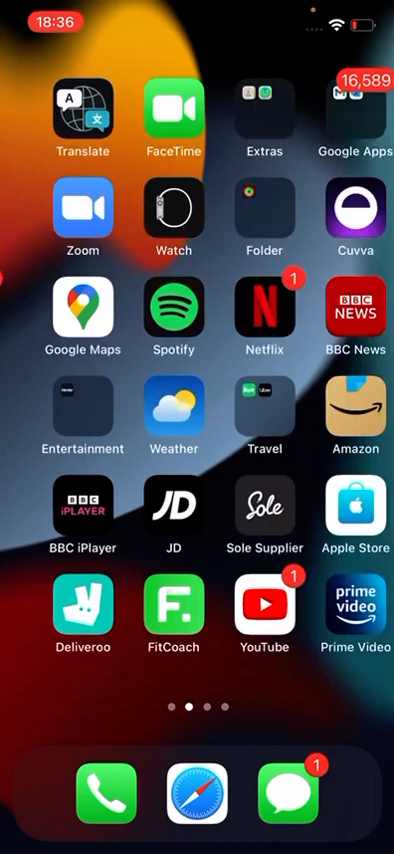 18:36
A
文
16,589
Translate
FaceTime
Extras
Google Apps
Zoom
Watch
Folder
Cuvva
1
BBC
NEWS
Google Maps
Spotify
Netflix
BBC News
Bolt
Uber
Entertainment
Weather
Travel
Amazon
BBC
iPLAYER
JD
Sole
BBC iPlayer
JD
Sole Supplier
Apple Store
1
F.
prime
video
Deliveroo
FitCoach
YouTube
Prime Video
1